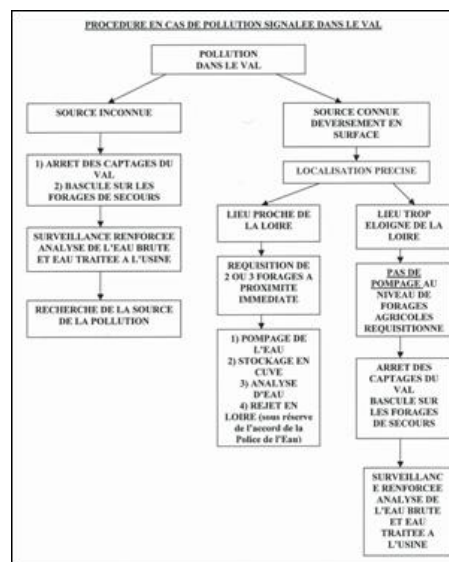 PROCEDURE EN CAS DE POLLUTION SIGNALEE DANS LE VAL
POLLUTION
DANS LE VAL
SOURCE INCONNUE
1) ARRET DES CAPTAGES DU
VAL
2) BASCULE SUR LES
FORAGES DE SECOURS
SURVEILLANCE RENFORCEE
ANALYSE DE L'EAU BRUTE
ET EAU TRAITEE A L'USINE
RECHERCHE DE LA SOURCE
DE LA POLLUTION
SOURCE CONNUE
DEVERSEMENT EN
SURFACE
LOCALISATION PRECISE
LIEU PROCHE DE
LA LOIRE
REQUISITION DE
2 OU 3 FORAGES A
PROXIMITE
IMMEDIATE
1) POMPAGE DE
L'EAU
2) STOCKAGE EN
CUVE
3) ANALYSE
D'EAU
4) REJET EN
LOIRE (sous réserve
de l'accord de la
Police de l'Eau)
LIEU TROP
ELOIGNE DE LA
LOIRE
PAS DE
POMPAGE AU
NIVEAU DE
FORAGES
AGRICOLES
REQUISITIONNE
ARRET DES
CAPTAGES DU
VAL
BASCULE SUR
LES FORAGES
DE SECOURS
SURVEILLANC
E RENFORCEE
ANALYSE DE
L'EAU BRUTE
ET EAU
TRAITEE A
L'USINE